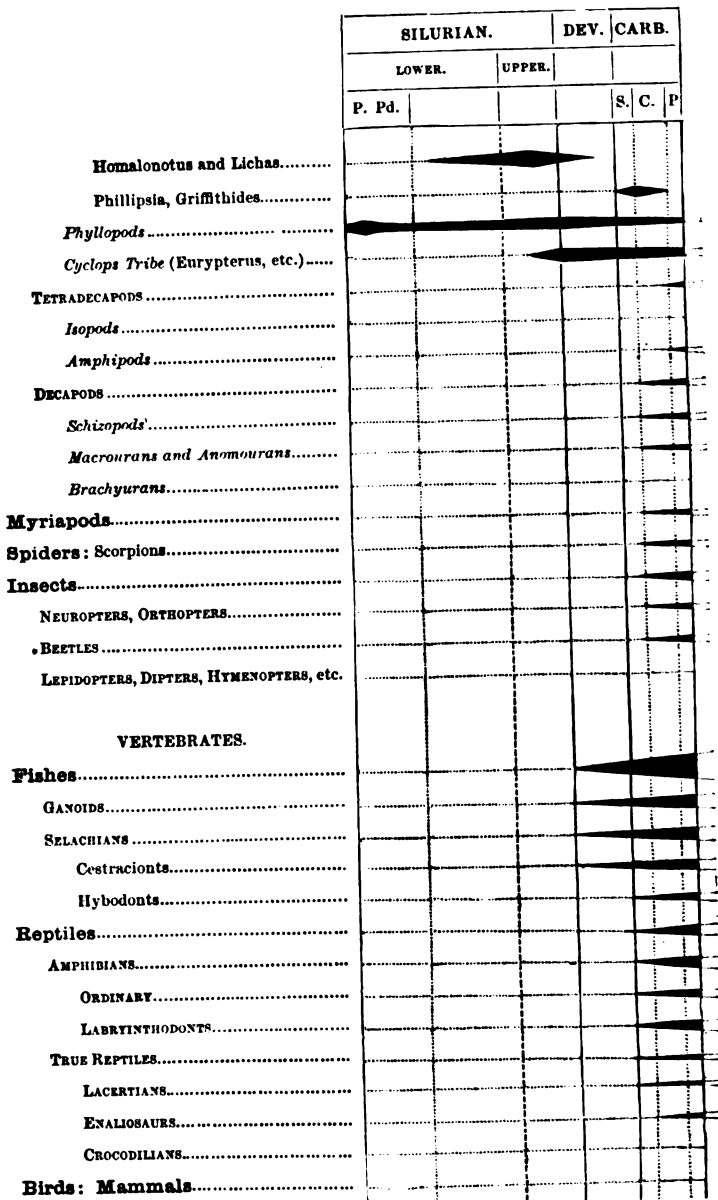 SILURIAN. DEV. CARB.
LOWER. UPPER.
P. Pd. S. C. P
Homalonotus and Lichas..........
Phillipsia, Griffithides.............
Phyllopods.......................
Cyclops Tribe (Eurypterus, etc.)......
TETRADECAPODS....................
Isopods....................
Amphipods....................
DECAPODS....................
Schizopods....................
Macrourans and Anomourans.........
Brachyurans....................
Myriapods....................
Spiders: Scorpions....................
Insects....................
NEUROPTERS, ORTHOPTERS....................
BEETLES....................
LEPIDOPTERS, DIPTERS, HYMENOPTERS, etc.
VERTEBRATES.
Fishes....................
GANOIDS....................
SELACHIANS....................
Cestracionts....................
Hybodonts....................
Reptiles....................
AMPHIBIANS....................
ORDINARY....................
LABRYINTHODONTS....................
TRUE REPTILES....................
LACERTIANS....................
ENALIOSAURS....................
CROCODILIANS....................
Birds: Mammals....................